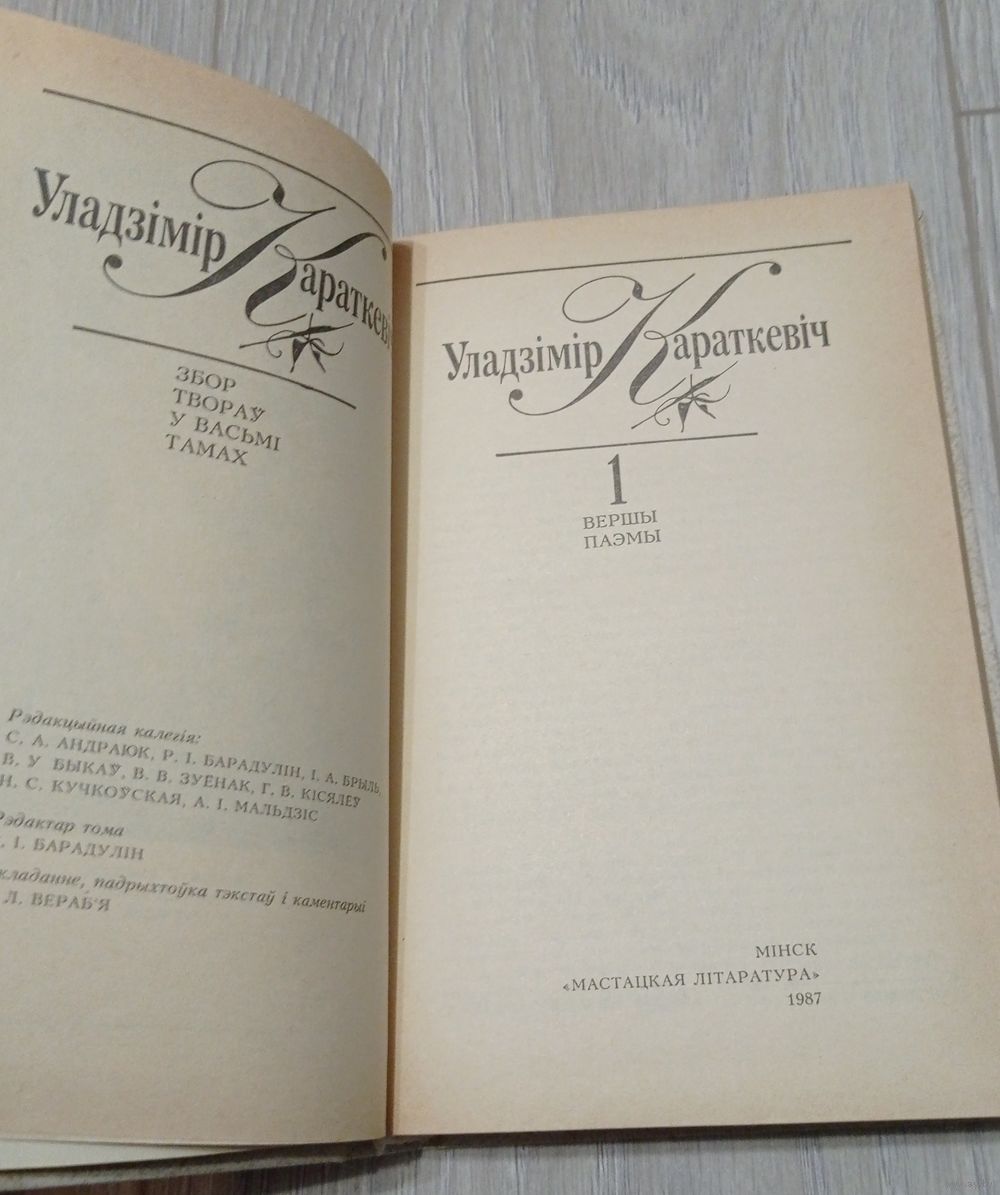 Уладзімір Караткевіч
ЗБОР
ТВОРАЎ
У ВАСЬМІ
ТАМАХ
Рэдакцыйная калегія:
С. А. АНДРАЮК, Р. І. БАРАДУЛІН, І. А. БРЫЛЬ,
В. У БЫКАЎ, В. В. ЗУЁНАК, Г. В. КІСЯЛЕЎ
Н. С. КУЧКОЎСКАЯ, А. І. МАЛЬДЗІС
Рэдактар тома
І. БАРАДУЛІН
кладанне, падрыхтоўка тэкстаў і каментарыі
Л. ВЕРАБ'Я
Уладзімір Караткевіч
1
ВЕРШЫ
ПАЭМЫ
МІНСК
«МАСТАЦКАЯ ЛІТАРАТУРА»
1987